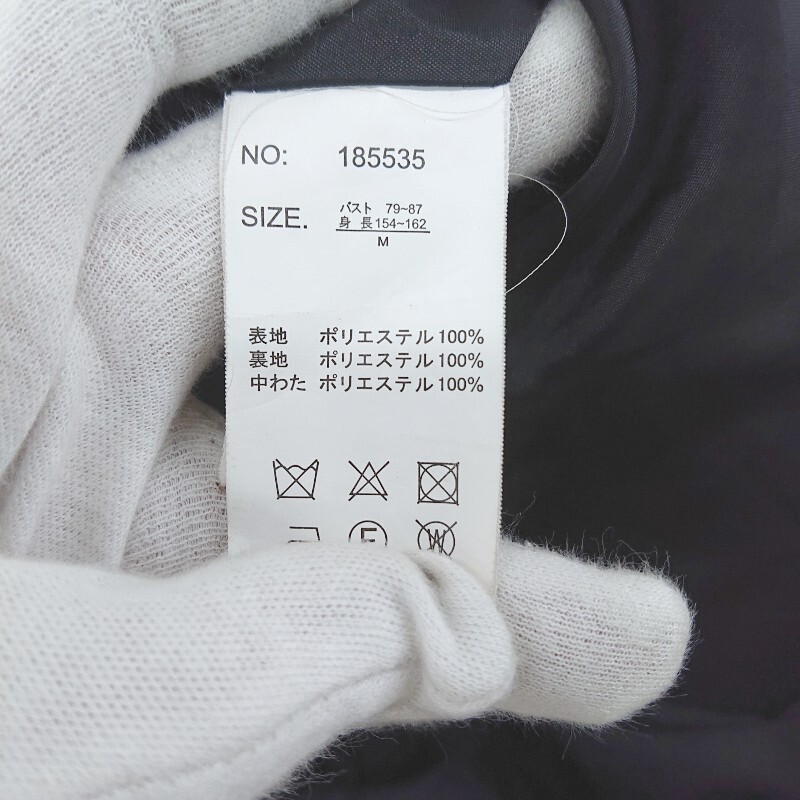 NO: 185535
SIZE. バスト 79~87
身 長154~162
M
表地 ポリエステル100%
裏地 ポリエステル100%
中わた ポリエステル100%
F W